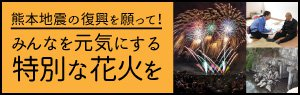 熊本地震の復興を願って!
みんなを元気にする
特別な花火を